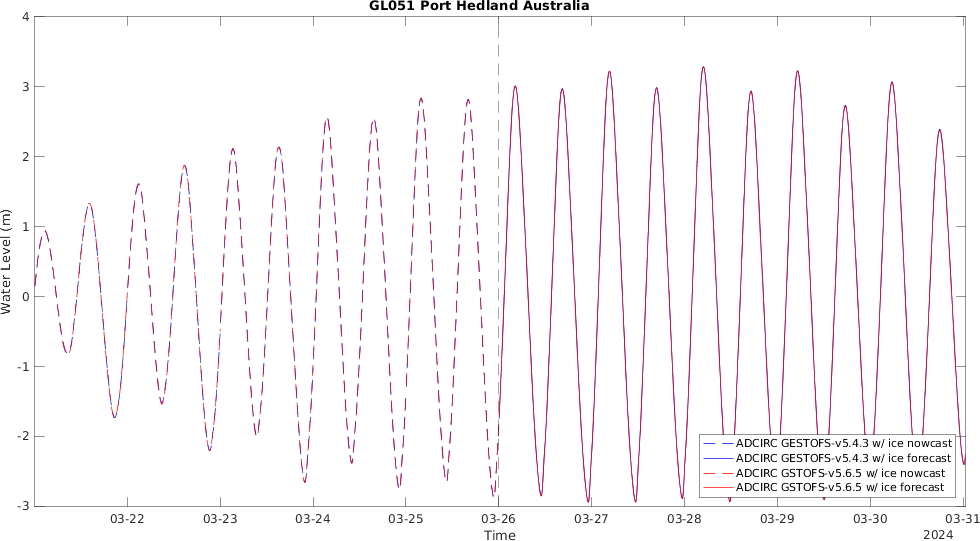 GL051 Port Hedland Australia
4
3
2
1
0
-1
-2
-3
Water Level (m)
ADCIRC GESTOFS-v5.4.3 w/ ice nowcast
ADCIRC GESTOFS-v5.4.3 w/ ice forecast
ADCIRC GSTOFS-v5.6.5 w/ ice nowcast
ADCIRC GSTOFS-v5.6.5 w/ ice forecast
03-22 03-23 03-24 03-25 03-26 03-27 03-28 03-29 03-30 03-31
Time
2024